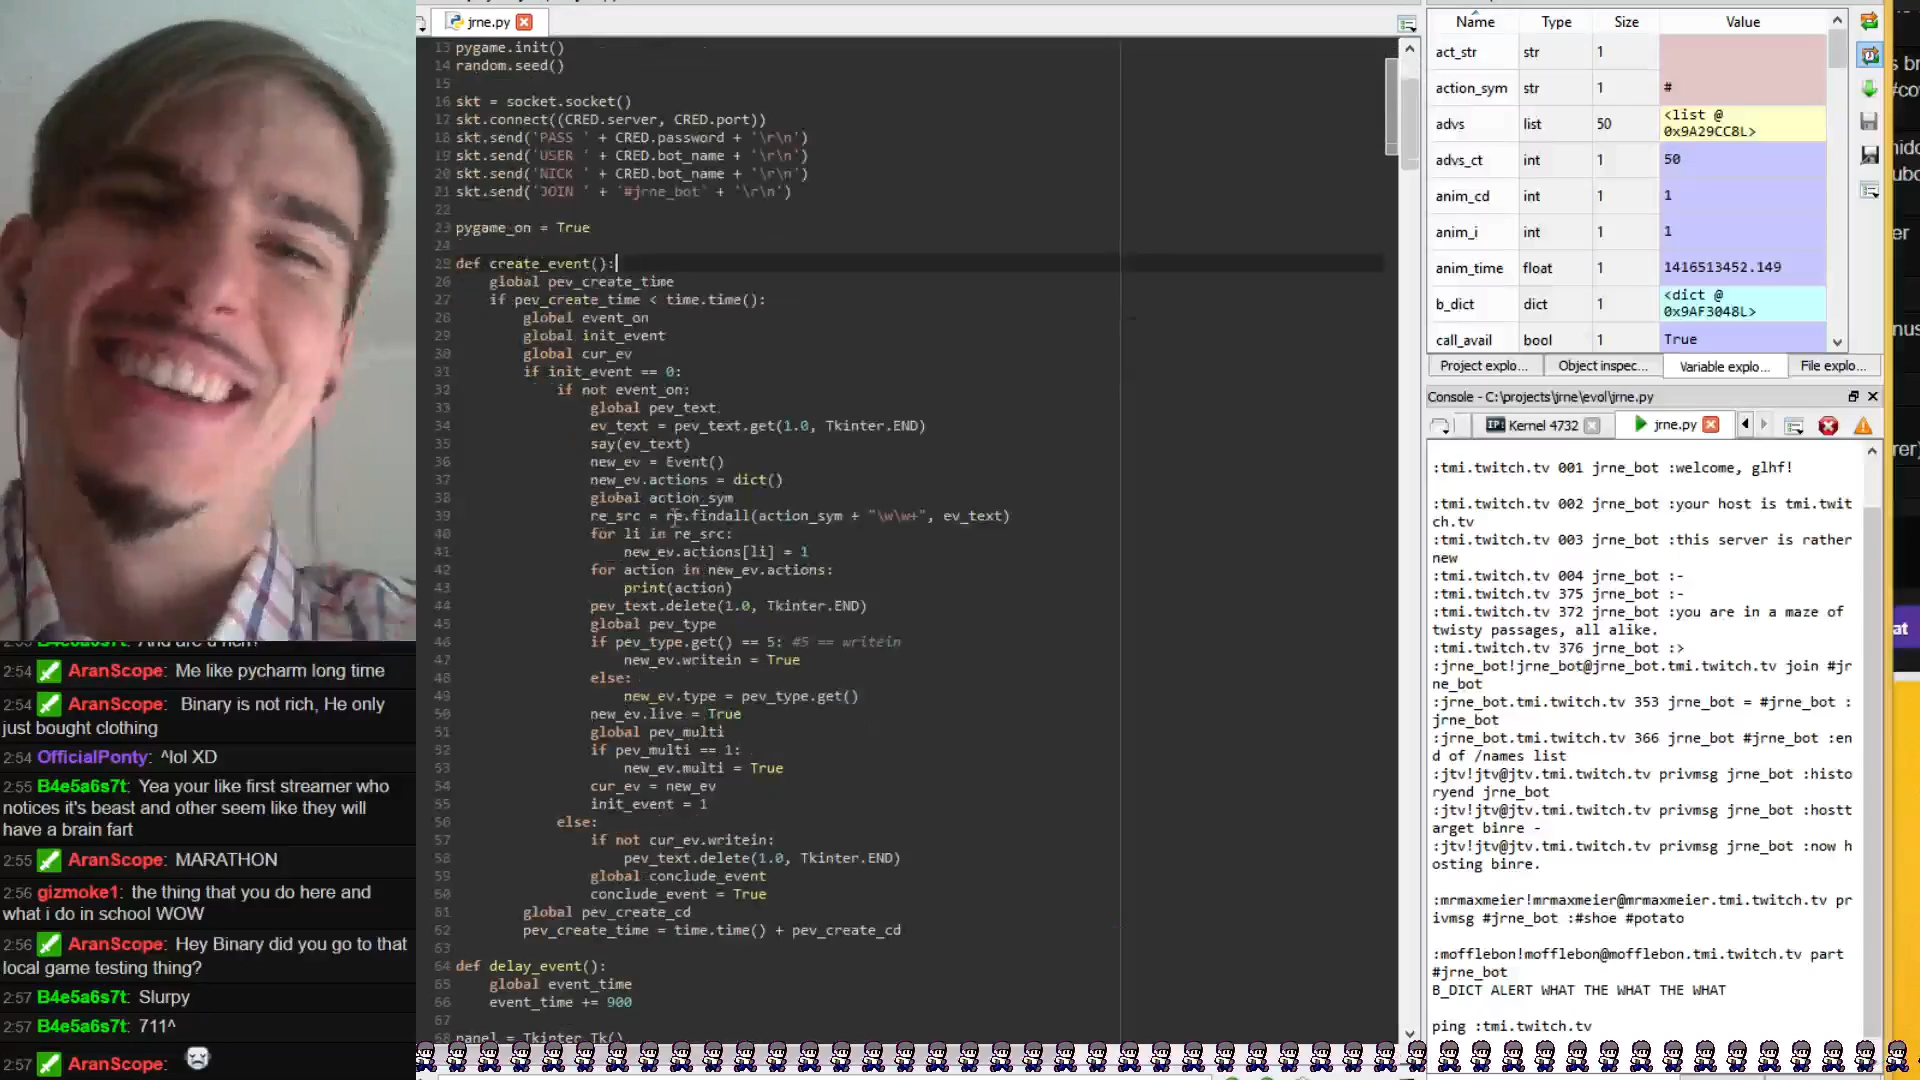 And are u rich?
2:54 AranScope: Me like pycharm long time
2:54 AranScope: Binary is not rich, He only
just bought clothing
2:54 OfficialPonty: ^lol XD
2:55 B4e5a6s7t: Yea your like first streamer who
notices it's beast and other seem like they will
have a brain fart
2:55 AranScope: MARATHON
2:56 gizmoke1: the thing that you do here and
what i do in school WOW
2:56 AranScope: Hey Binary did you go to that
local game testing thing?
2:57 B4e5a6s7t: Slurpy
2:57 B4e5a6s7t: 711^
2:57 AranScope:
jrne.py
13 pygame.init()
14 random.seed()
15
16 skt = socket.socket()
17 skt.connect((CRED.server, CRED.port))
18 skt.send('PASS ' + CRED.password + '\r\n')
19 skt.send('USER ' + CRED.bot_name + '\r\n')
20 skt.send('NICK ' + CRED.bot_name + '\r\n')
21 skt.send('JOIN ' + '#jrne_bot' + '\r\n')
22
23 pygame_on = True
24
25 def create_event():
26 global pev_create_time
27 if pev_create_time < time.time():
28 global event_on
29 global init_event
30 global cur_ev
31 if init_event == 0:
32 if not event_on:
33 global pev_text
34 ev_text = pev_text.get(1.0, Tkinter.END)
35 say(ev_text)
36 new_ev = Event()
37 new_ev.actions = dict()
38 global action_sym
39 re_src = re.findall(action_sym + "\w\w+", ev_text)
40 for li in re_src:
41 new_ev.actions[li] = 1
42 for action in new_ev.actions:
43 print(action)
44 pev_text.delete(1.0, Tkinter.END)
45 global pev_type
46 if pev_type.get() == 5: #5 == writein
47 new_ev.writein = True
48 else:
49 new_ev.type = pev_type.get()
50 new_ev.live = True
51 global pev_multi
52 if pev_multi == 1:
53 new_ev.multi = True
54 cur_ev = new_ev
55 init_event = 1
56 else:
57 if not cur_ev.writein:
58 pev_text.delete(1.0, Tkinter.END)
59 global conclude_event
60 conclude_event = True
61 global pev_create_cd
62 pev_create_time = time.time() + pev_create_cd
63
64 def delay_event():
65 global event_time
66 event_time += 900
67
68 panel = Tkinter.Tk()
Name Type Size Value
act_str str 1
action_sym str 1 #
advs list 50 <list @
0x9A29CC8L>
advs_ct int 1 50
anim_cd int 1 1
anim_i int 1 1
anim_time float 1 1416513452.149
b_dict dict 1 <dict @
0x9AF3048L>
call_avail bool 1 True
Project explo... Object inspec... Variable explo... File explo...
Console - C:\projects\jrne\evol\jrne.py
IP: Kernel 4732 jrne.py
:tmi.twitch.tv 001 jrne_bot :welcome, glhf!
:tmi.twitch.tv 002 jrne_bot :your host is tmi.twit
ch.tv
:tmi.twitch.tv 003 jrne_bot :this server is rather
new
:tmi.twitch.tv 004 jrne_bot :-
:tmi.twitch.tv 375 jrne_bot :-
:tmi.twitch.tv 372 jrne_bot :you are in a maze of
twisty passages, all alike.
:tmi.twitch.tv 376 jrne_bot :>
:jrne_bot!jrne_bot@jrne_bot.tmi.twitch.tv join #jr
ne_bot
:jrne_bot.tmi.twitch.tv 353 jrne_bot = #jrne_bot :
jrne_bot
:jrne_bot.tmi.twitch.tv 366 jrne_bot #jrne_bot :en
d of /names list
:jtv!jtv@jtv.tmi.twitch.tv privmsg jrne_bot :histo
ryend jrne_bot
:jtv!jtv@jtv.tmi.twitch.tv privmsg jrne_bot :hostt
arget binre -
:jtv!jtv@jtv.tmi.twitch.tv privmsg jrne_bot :now h
osting binre.
:mrmaxmeier!mrmaxmeier@mrmaxmeier.tmi.twitch.tv pr
ivmsg #jrne_bot :#shoe #potato
:mofflebon!mofflebon@mofflebon.tmi.twitch.tv part
#jrne_bot
B_DICT ALERT WHAT THE WHAT THE WHAT
ping :tmi.twitch.tv